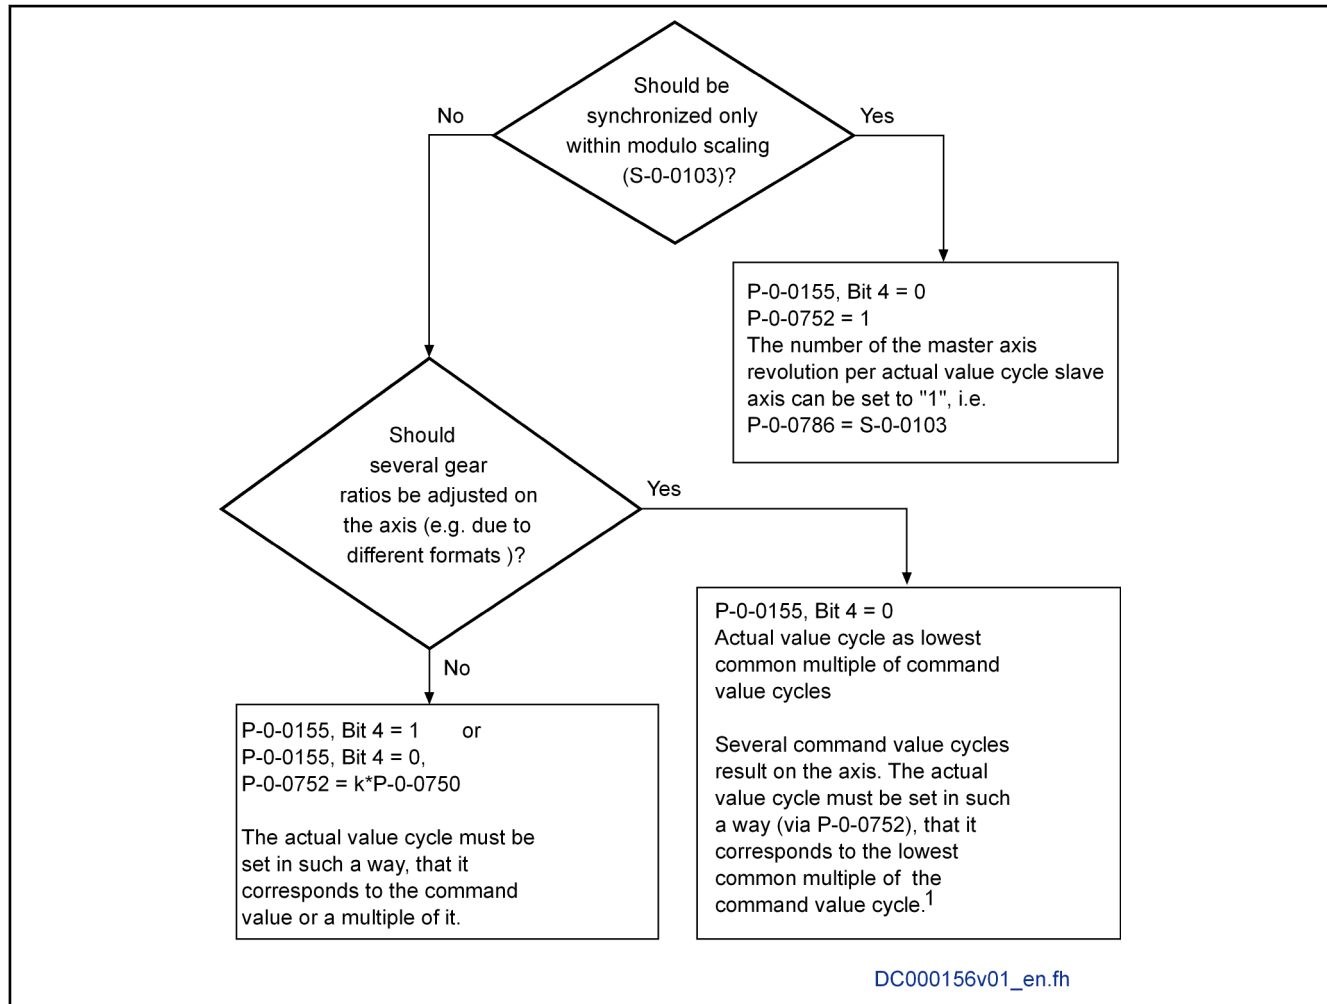 Should be
synchronized only
within modulo scaling
(S-0-0103)?
No
Yes
P-0-0155, Bit 4 = 0
P-0-0752 = 1
The number of the master axis
revolution per actual value cycle slave
axis can be set to "1", i.e.
P-0-0786 = S-0-0103
Should
several gear
ratios be adjusted on
the axis (e.g. due to
different formats )?
Yes
No
P-0-0155, Bit 4 = 0
Actual value cycle as lowest
common multiple of command
value cycles
Several command value cycles
result on the axis. The actual
value cycle must be set in such
a way (via P-0-0752), that it
corresponds to the lowest
common multiple of the
command value cycle.1
P-0-0155, Bit 4 = 1 or
P-0-0155, Bit 4 = 0,
P-0-0752 = k*P-0-0750
The actual value cycle must be
set in such a way, that it
corresponds to the command
value or a multiple of it.
DC000156v01_en.fh